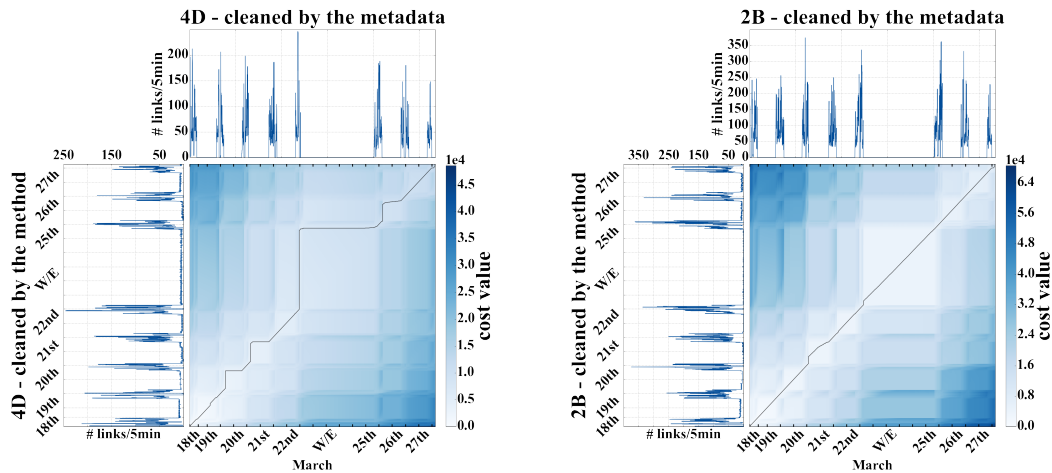 4D - cleaned by the metadata
# links/5min
200
150
100
50
0
250 150 50
4D - cleaned by the method
27th
26th
25th
W/E
22nd
21st
20th
19th
18th
# links/5min
18th 19th 20th 21st 22nd W/E 25th 26th 27th
March
1e4
4.5
4.0
3.5
3.0
2.5
2.0
1.5
1.0
0.5
0.0
cost value
2B - cleaned by the metadata
# links/5min
350
300
250
200
150
100
50
0
350 250 150 50
2B - cleaned by the method
27th
26th
25th
W/E
22nd
21st
20th
19th
18th
# links/5min
18th 19th 20th 21st 22nd W/E 25th 26th 27th
March
1e4
6.4
5.6
4.8
4.0
3.2
2.4
1.6
0.8
0.0
cost value